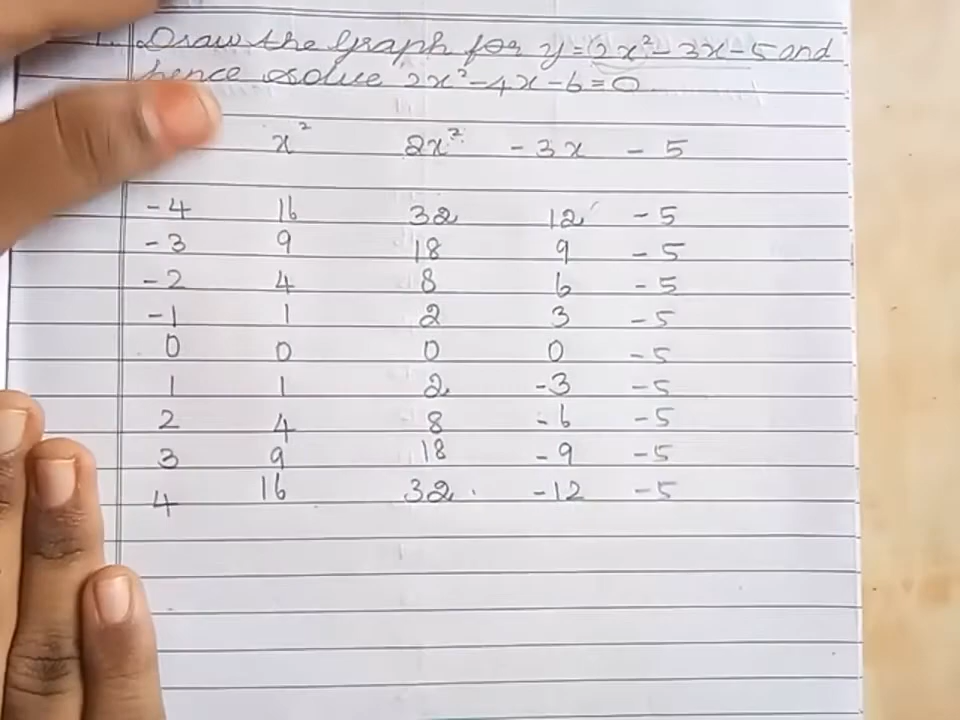 1. Draw the graph for y=2x²-3x-5 and
hence solve 2x²-4x-6=0
x² 2x² -3x -5
-4 16 32 12 -5
-3 9 18 9 -5
-2 4 8 6 -5
-1 1 2 3 -5
0 0 0 0 -5
1 1 2 -3 -5
2 4 8 -6 -5
3 9 18 -9 -5
4 16 32 -12 -5